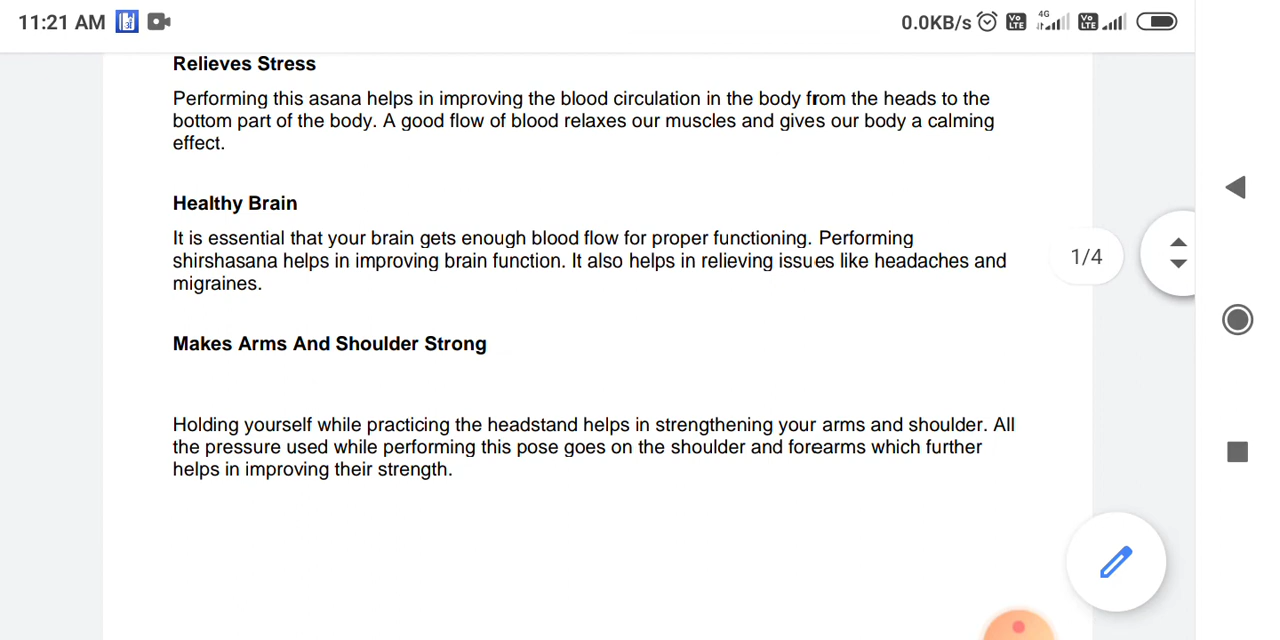 11:21 AM 31 0.0KB/s Vo LTE 4G Vo LTE
Relieves Stress
Performing this asana helps in improving the blood circulation in the body from the heads to the
bottom part of the body. A good flow of blood relaxes our muscles and gives our body a calming
effect.
Healthy Brain
It is essential that your brain gets enough blood flow for proper functioning. Performing
shirshasana helps in improving brain function. It also helps in relieving issues like headaches and
migraines.
1/4
Makes Arms And Shoulder Strong
Holding yourself while practicing the headstand helps in strengthening your arms and shoulder. All
the pressure used while performing this pose goes on the shoulder and forearms which further
helps in improving their strength.